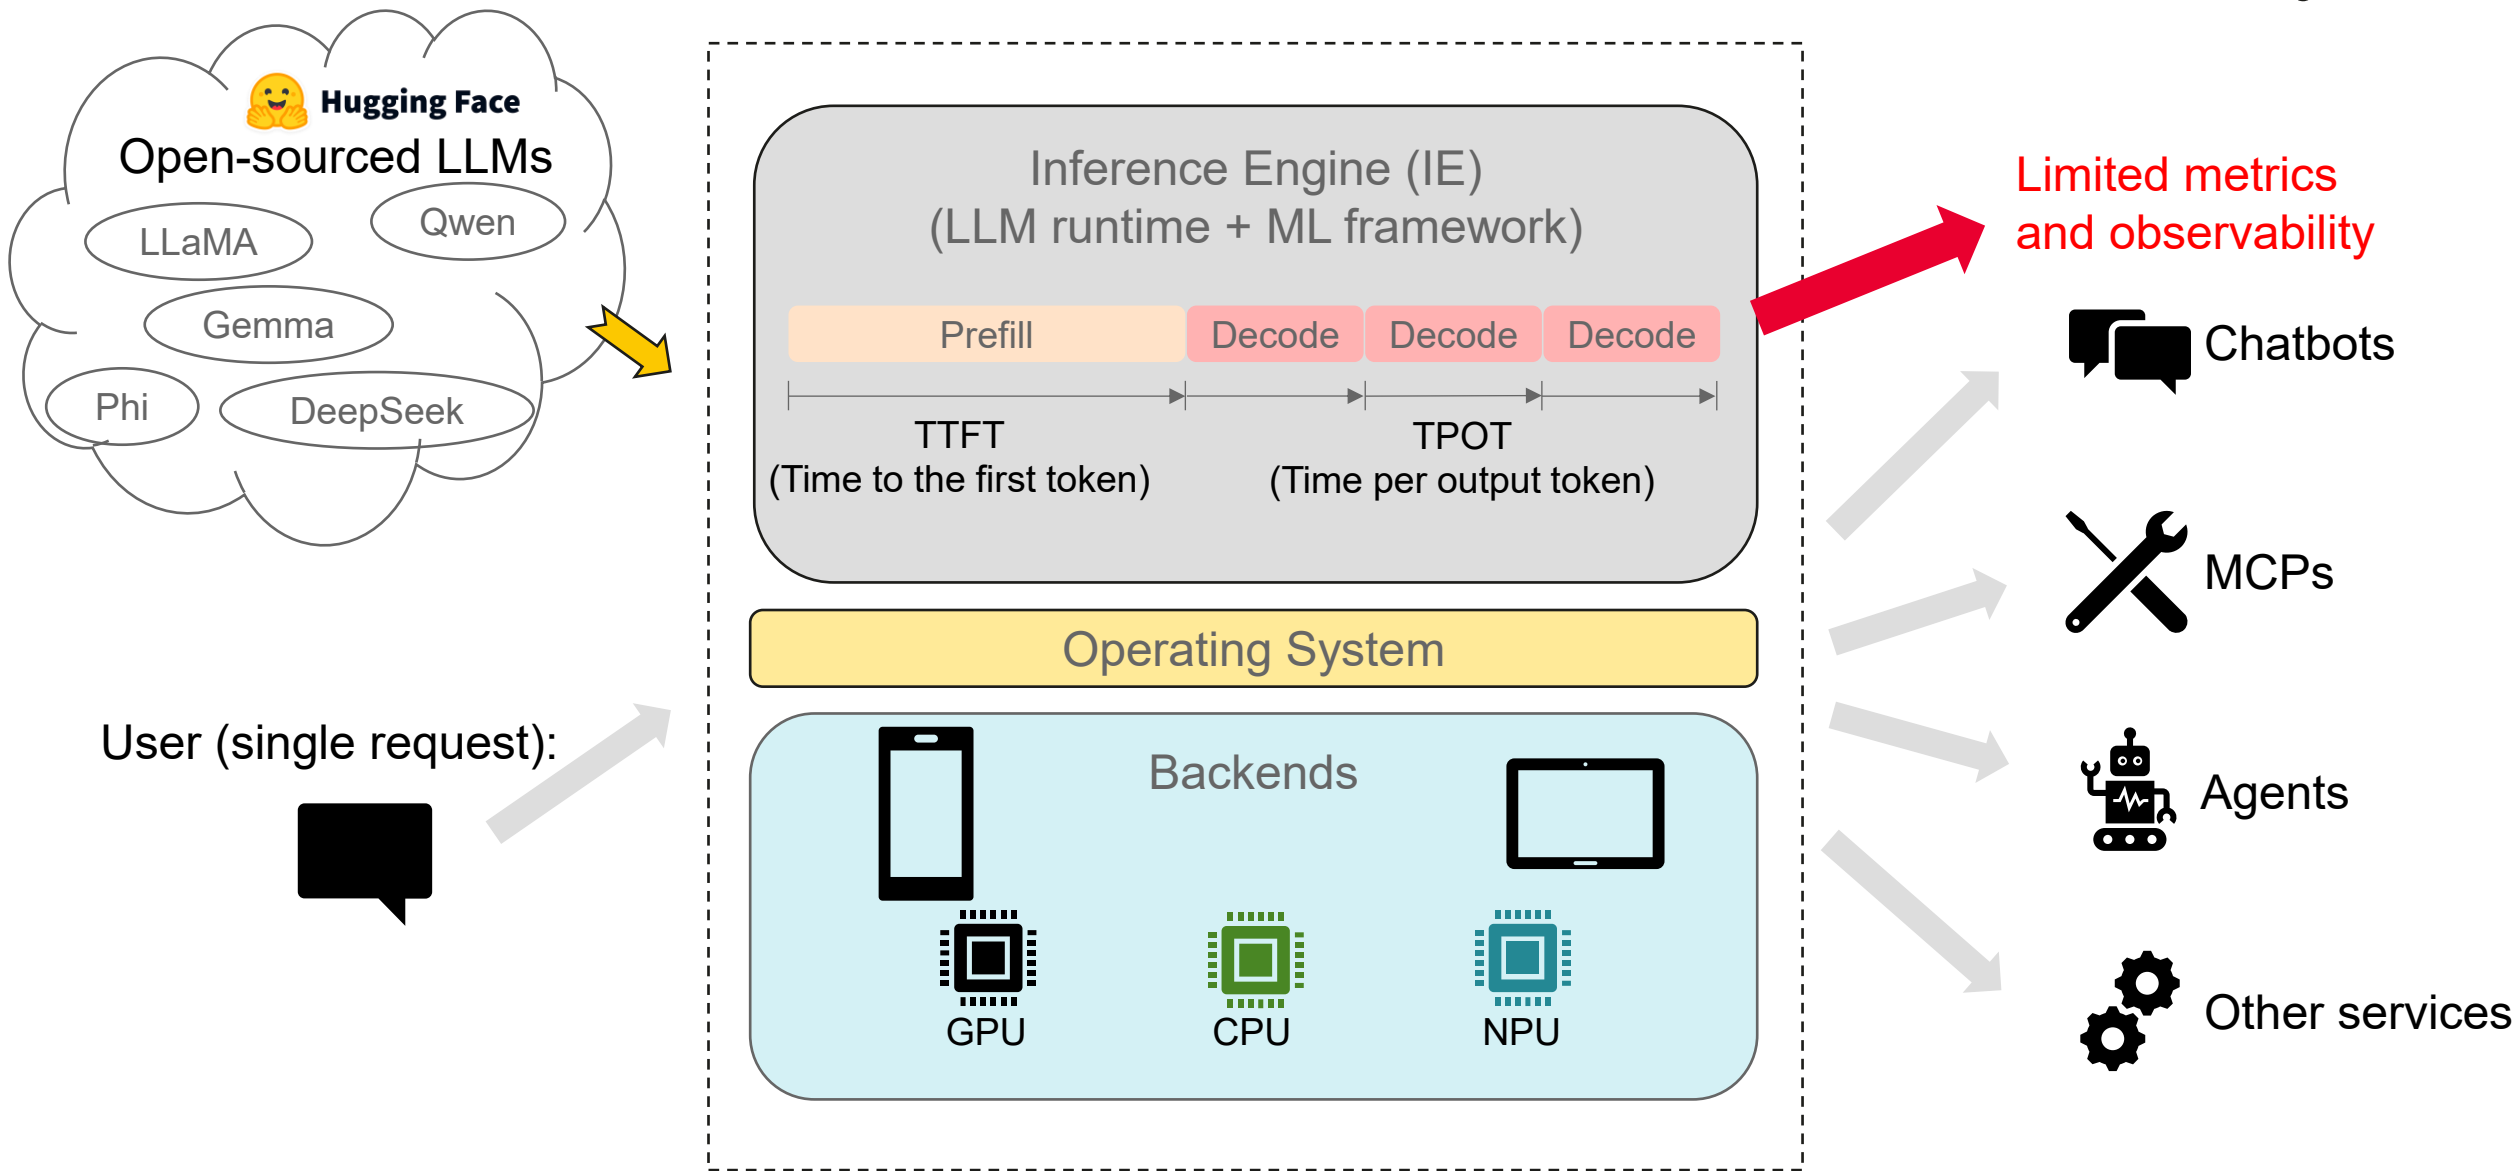 Hugging Face
Open-sourced LLMs
Qwen
LLaMA
Gemma
Phi
DeepSeek
User (single request):
Inference Engine (IE)
(LLM runtime + ML framework)
Prefill
Decode
Decode
Decode
TTFT
(Time to the first token)
TPOT
(Time per output token)
Operating System
Backends
GPU
CPU
NPU
Limited metrics
and observability
Chatbots
MCPs
Agents
Other services